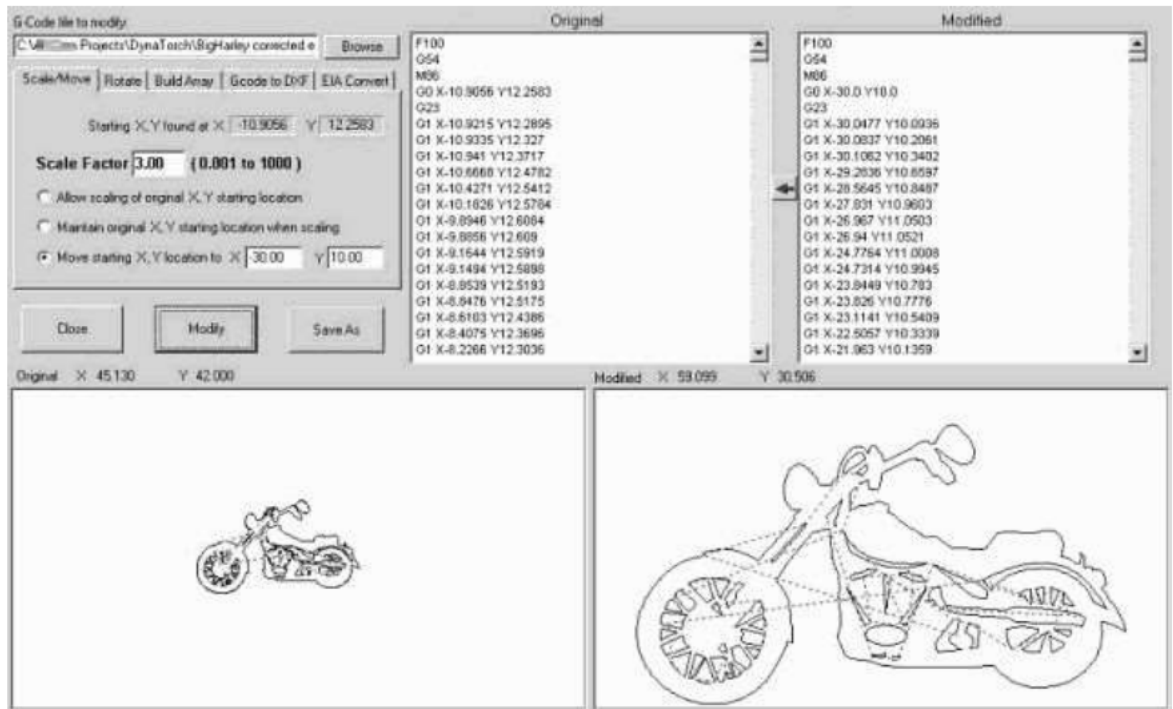 G-Code file to modify:
Projects\DynaTorch\BigHarley corrected e
Browse
Scale/Move
Rotate
Build Array
Gcode to DXF
EIA Convert
Starting X,Y found at X -10.9056 Y 12.2583
Scale Factor 3.00 ( 0.001 to 1000 )
Allow scaling of original X,Y starting location
Maintain original X,Y starting location when scaling
Move starting X,Y location to X -30.00 Y 10.00
Close
Modify
Save As
Original
F100
G54
M86
G0 X-10.9056 Y12.2583
G23
G1 X-10.9215 Y12.2895
G1 X-10.9335 Y12.327
G1 X-10.941 Y12.3717
G1 X-10.6668 Y12.4782
G1 X-10.4271 Y12.5412
G1 X-10.1826 Y12.5784
G1 X-9.8946 Y12.6084
G1 X-9.8856 Y12.609
G1 X-9.1644 Y12.5919
G1 X-9.1494 Y12.5898
G1 X-8.8539 Y12.5193
G1 X-8.8476 Y12.5175
G1 X-8.6103 Y12.4386
G1 X-8.4075 Y12.3696
G1 X-8.2266 Y12.3036
Modified
F100
G54
M86
G0 X-30.0 Y10.0
G23
G1 X-30.0477 Y10.0936
G1 X-30.0837 Y10.2061
G1 X-30.1062 Y10.3402
G1 X-29.2836 Y10.6597
G1 X-28.5645 Y10.8487
G1 X-27.831 Y10.9603
G1 X-26.967 Y11.0503
G1 X-26.94 Y11.0521
G1 X-24.7764 Y11.0008
G1 X-24.7314 Y10.9945
G1 X-23.8449 Y10.783
G1 X-23.826 Y10.7776
G1 X-23.1141 Y10.5409
G1 X-22.5057 Y10.3339
G1 X-21.963 Y10.1359
Original X 45.130 Y 42.000
Modified X 59.099 Y 30.506